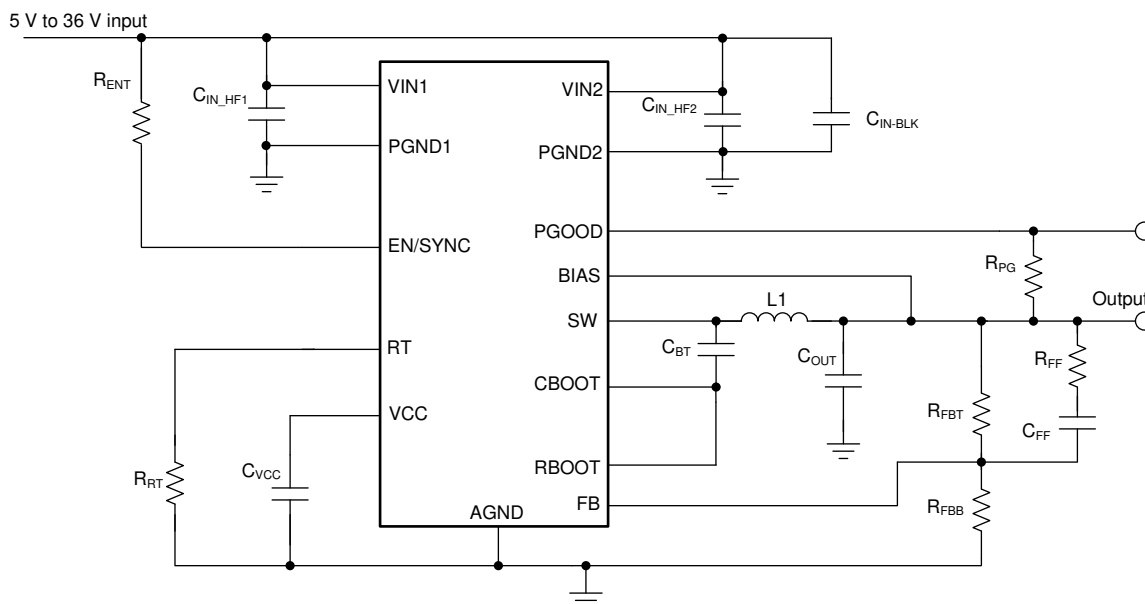 5 V to 36 V input
R_ENT
C_IN_HF1
VIN1
PGND1
EN/SYNC
RT
VCC
R_RT
C_VCC
AGND
VIN2
PGND2
C_IN_HF2
C_IN-BLK
PGOOD
BIAS
SW
CBOOT
RBOOT
FB
L1
C_BT
C_OUT
R_PG
Output
R_FF
R_FBT
C_FF
R_FBB